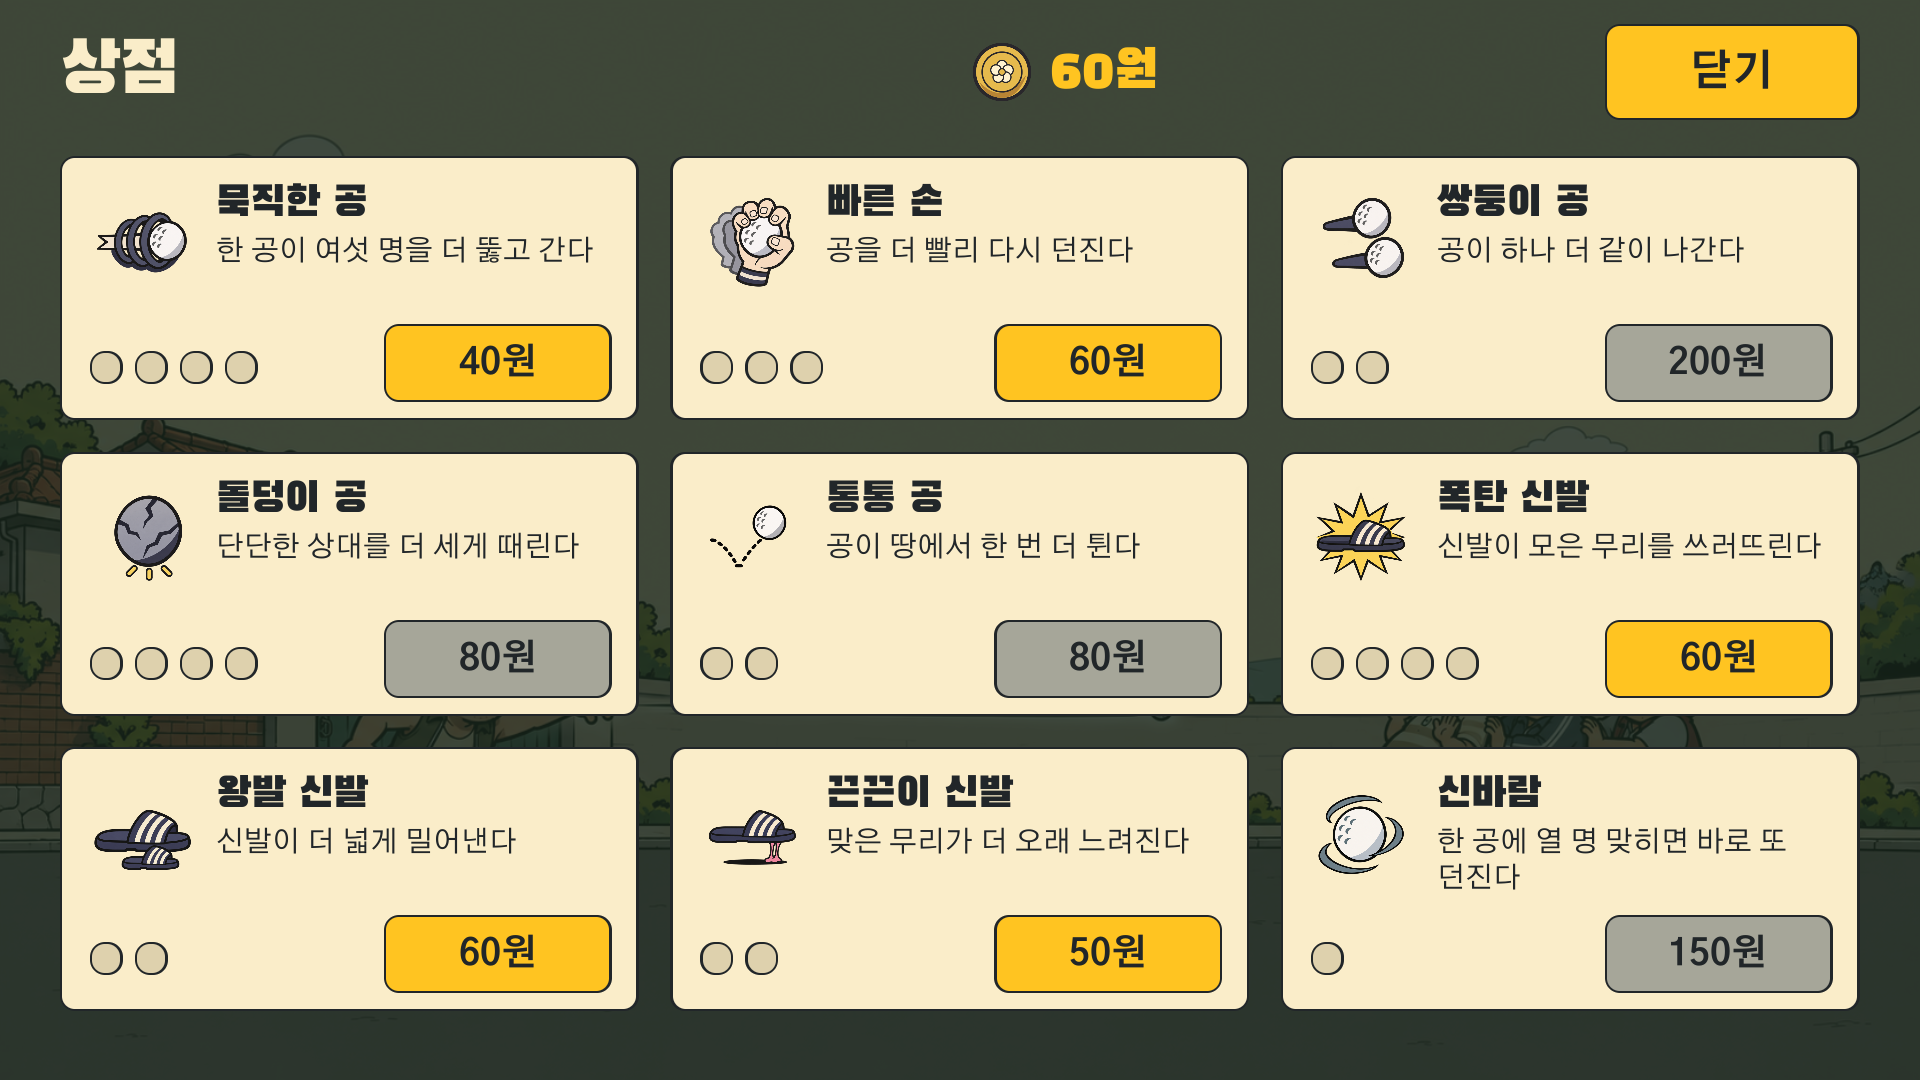 상점
60원
닫기
묵직한 공
한 공이 여섯 명을 더 뚫고 간다
40원
빠른 손
공을 더 빨리 다시 던진다
60원
쌍둥이 공
공이 하나 더 같이 나간다
200원
돌덩이 공
단단한 상대를 더 세게 때린다
80원
통통 공
공이 땅에서 한 번 더 튄다
80원
폭탄 신발
신발이 모은 무리를 쓰러뜨린다
60원
왕발 신발
신발이 더 넓게 밀어낸다
60원
끈끈이 신발
맞은 무리가 더 오래 느려진다
50원
신바람
한 공에 열 명 맞히면 바로 또
던진다
150원